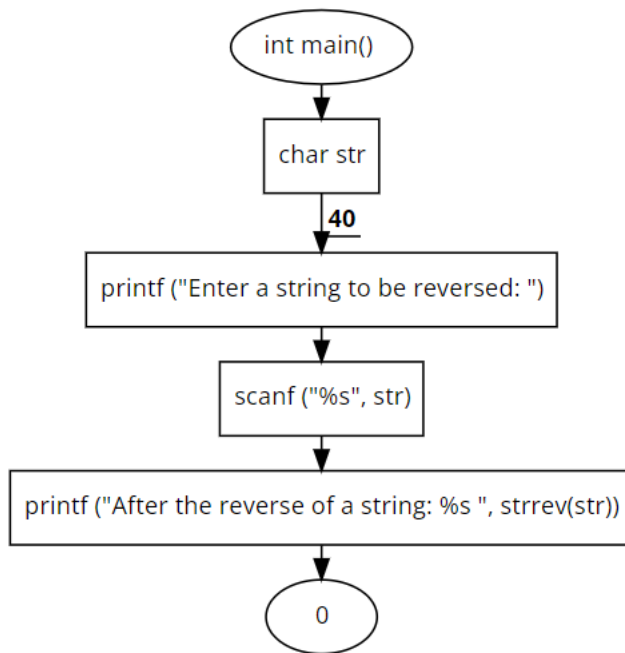 int main()
char str
40
printf ("Enter a string to be reversed: ")
scanf ("%s", str)
printf ("After the reverse of a string: %s ", strrev(str))
0